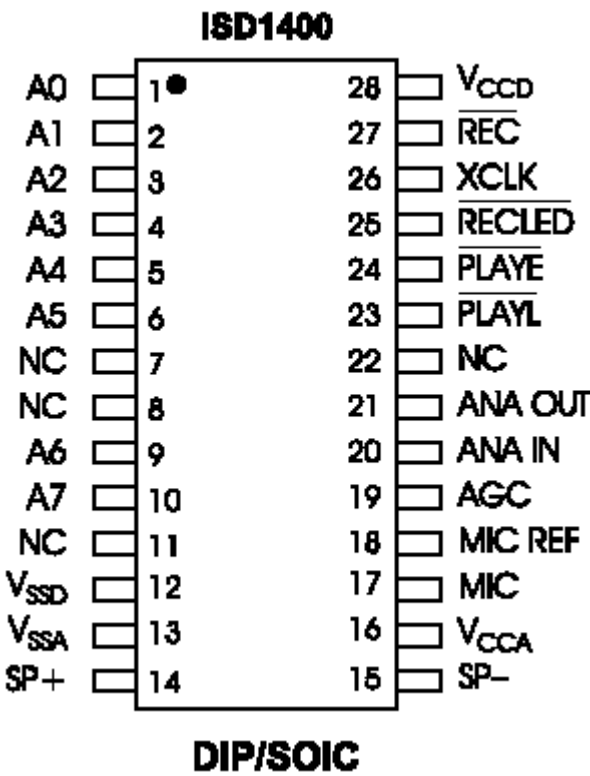 ISD1400
A0 1 28 VCCD
A1 2 27 REC
A2 3 26 XCLK
A3 4 25 RECLED
A4 5 24 PLAYE
A5 6 23 PLAYL
NC 7 22 NC
NC 8 21 ANA OUT
A6 9 20 ANA IN
A7 10 19 AGC
NC 11 18 MIC REF
VSSD 12 17 MIC
VSSA 13 16 VCCA
SP+ 14 15 SP–
DIP/SOIC